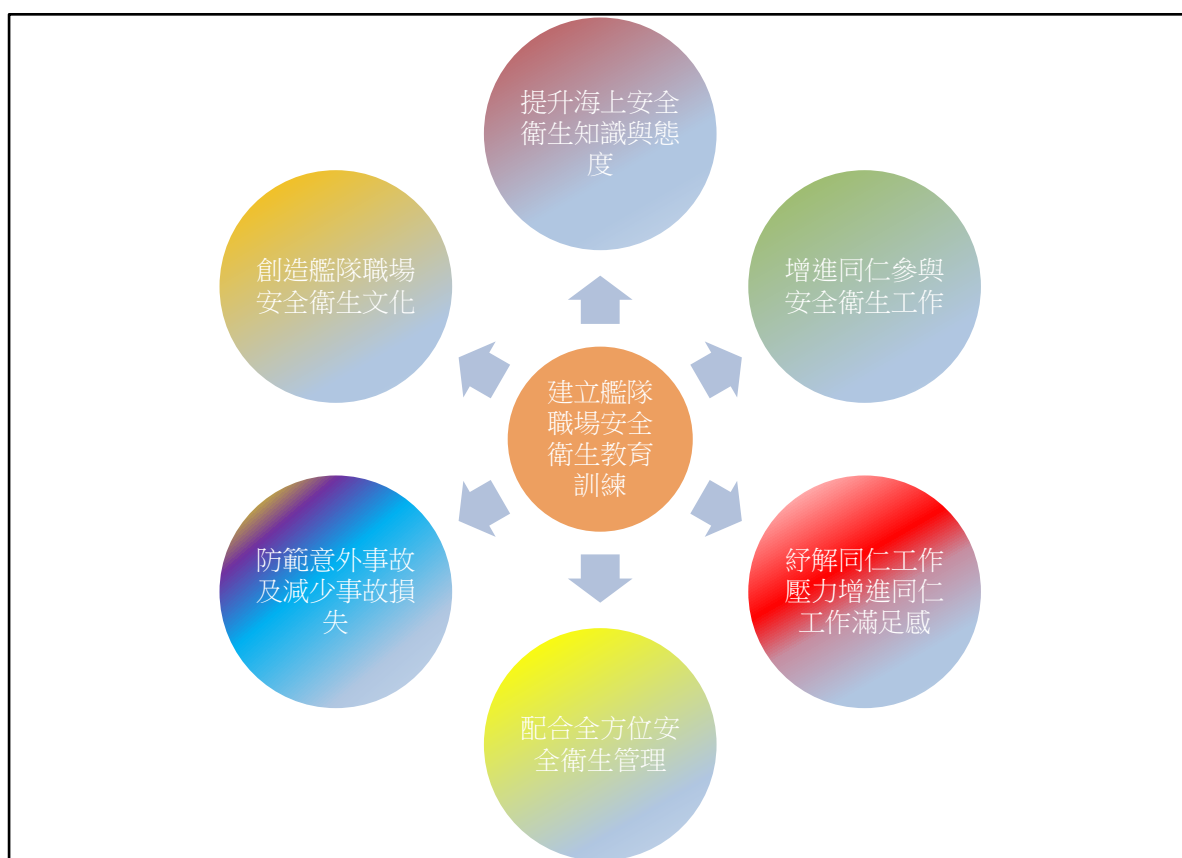 提升海上安全
衛生知識與態
度
創造艦隊職場
安全衛生文化
增進同仁參與
安全衛生工作
建立艦隊
職場安全
衛生教育
訓練
防範意外事故
及減少事故損
失
紓解同仁工作
壓力增進同仁
工作滿足感
配合全方位安
全衛生管理